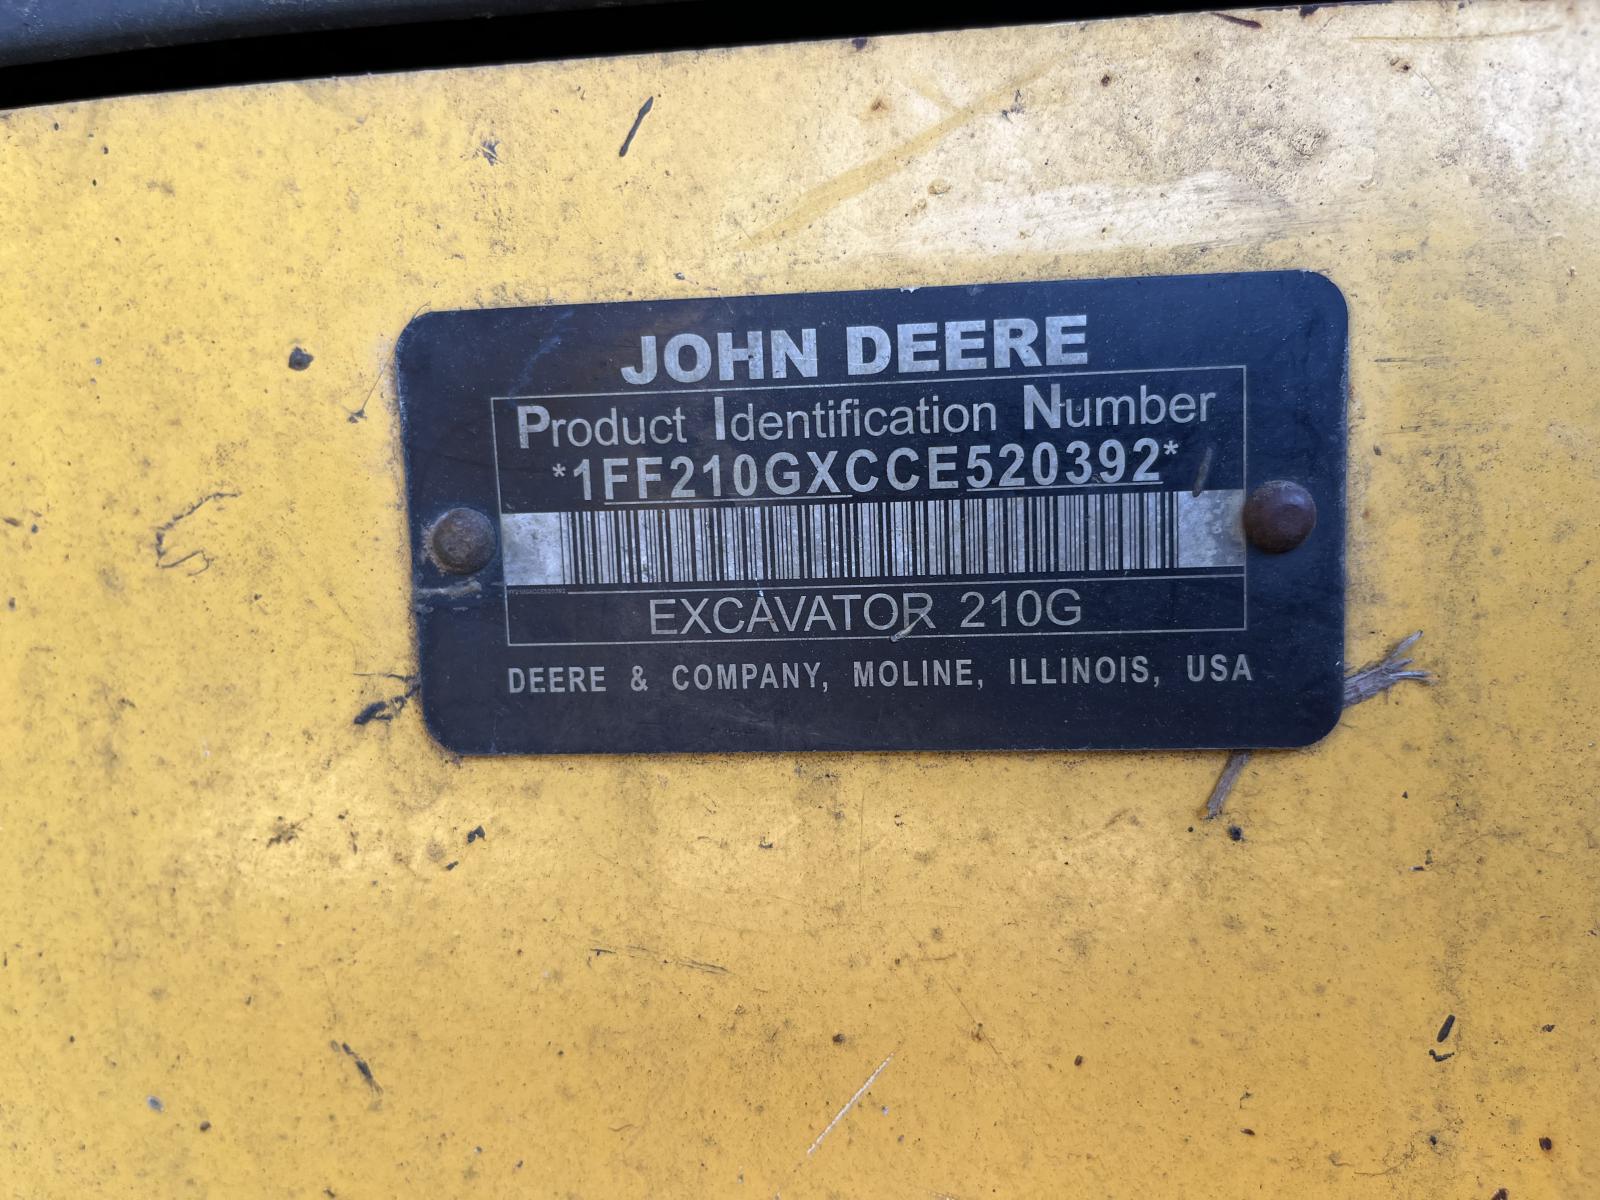 JOHN DEERE
Product Identification Number
*1FF210GXCCE520392*
EXCAVATOR 210G
DEERE & COMPANY, MOLINE, ILLINOIS, USA